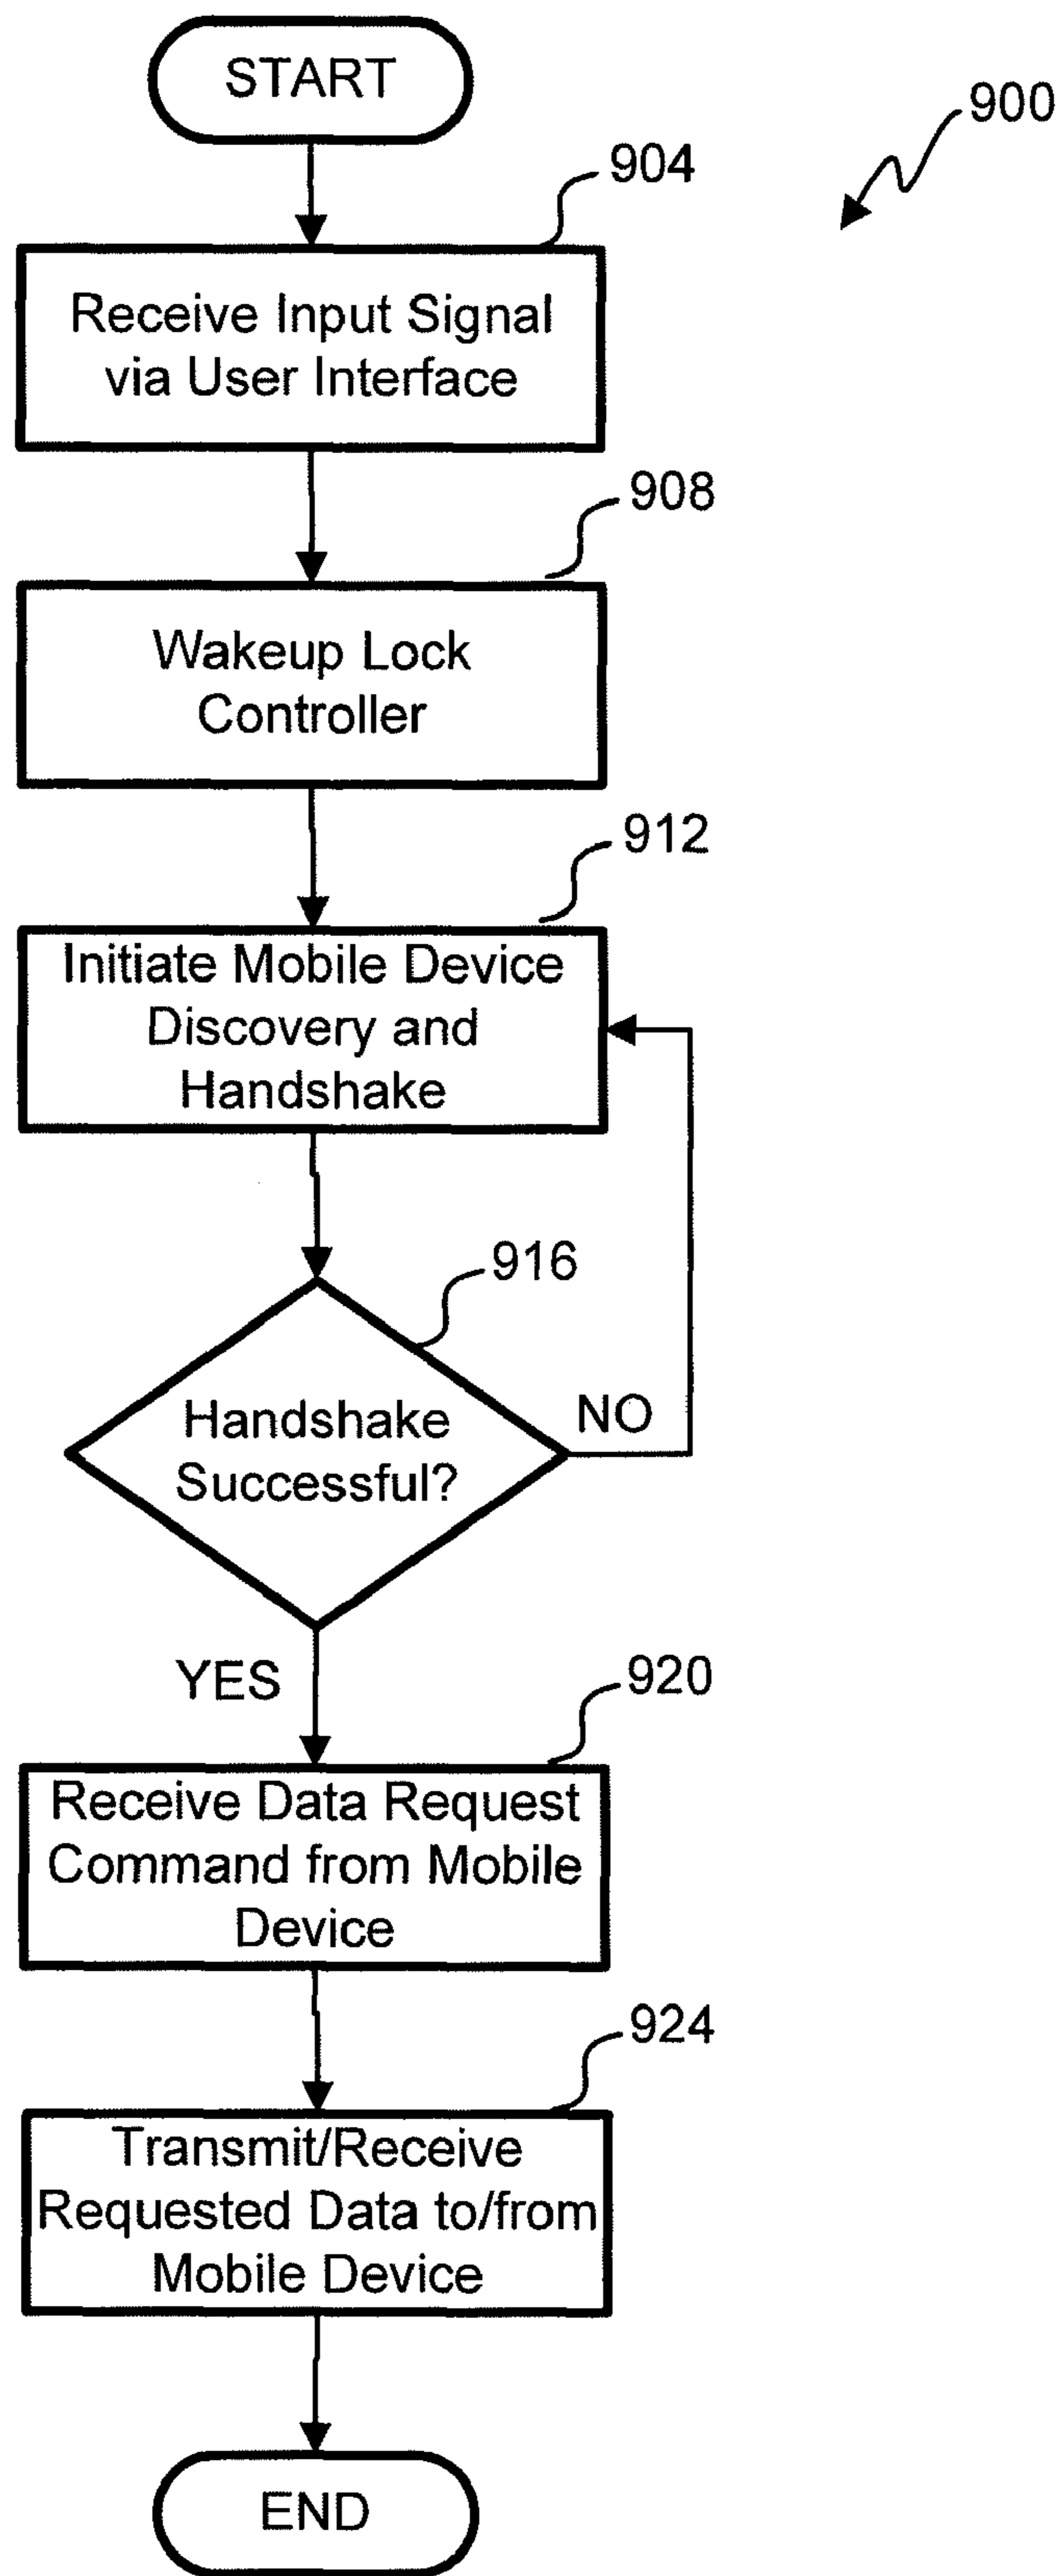 START
900
904
Receive Input Signal
via User Interface
908
Wakeup Lock
Controller
912
Initiate Mobile Device
Discovery and
Handshake
916
Handshake
Successful?
NO
YES
920
Receive Data Request
Command from Mobile
Device
924
Transmit/Receive
Requested Data to/from
Mobile Device
END